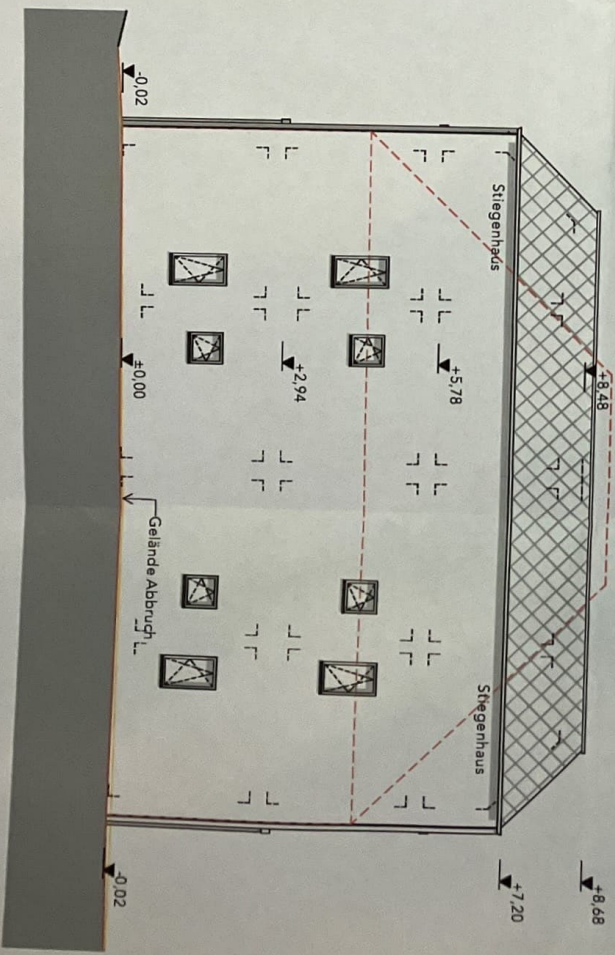 +8,68
+8,48
+7,20
Stiegenhaus
Stiegenhaus
+5,78
+2,94
-0,02
±0,00
Gelände Abbruch
-0,02